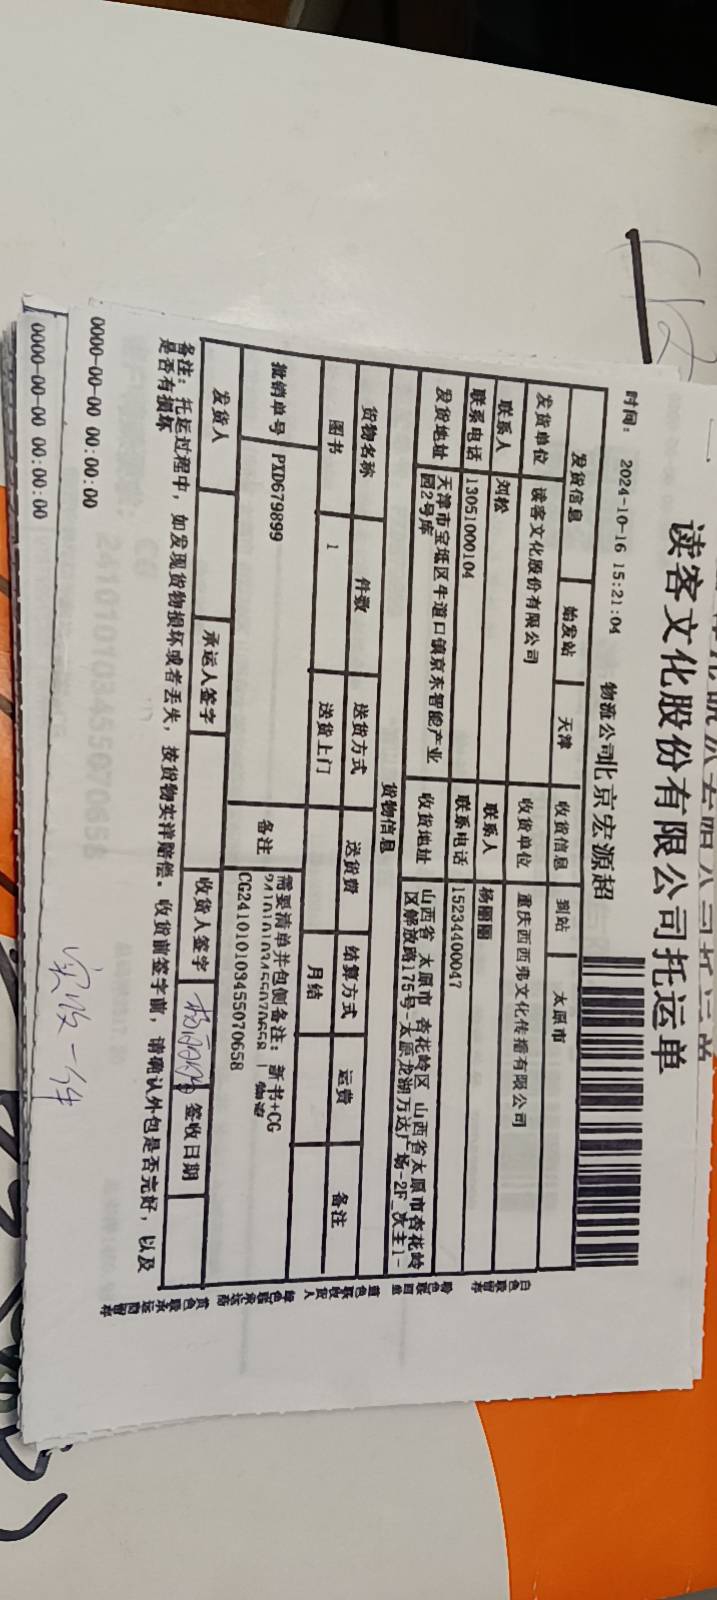 读客文化股份有限公司托运单
时间： 2024-10-16 15:21:04 物流公司北京宏源超
发货信息 始发站 天津 收货信息 到站 太原市
发货单位 读客文化股份有限公司 收货单位 重庆西西弗文化传播有限公司
联系人 刘松 联系人 杨丽圆
联系电话 13051000104 联系电话 15234400047
发货地址 天津市宝坻区牛道口镇京东智能产业园2号库 收货地址 山西省 太原市 杏花岭区 山西省太原市杏花岭
区解放路175号-太原龙湖万达广场-2F_次主1-
货物信息
货物名称 件数 送货方式 送货费 结算方式 运费 备注
图书 1 送货上门 月结
批销单号 PXD679899 备注 需要清单并包侧备注：新书+CG
CG241010103455070658
发货人 承运人签字 收货人签字 签收日期
备注：托运过程中，如发现货物损坏或者丢失，按货物实洋赔偿。收货前签字前，请确认外包是否完好，以及
是否有损坏
实收一件
0000-00-00 00:00:00
0000-00-00 00:00:00